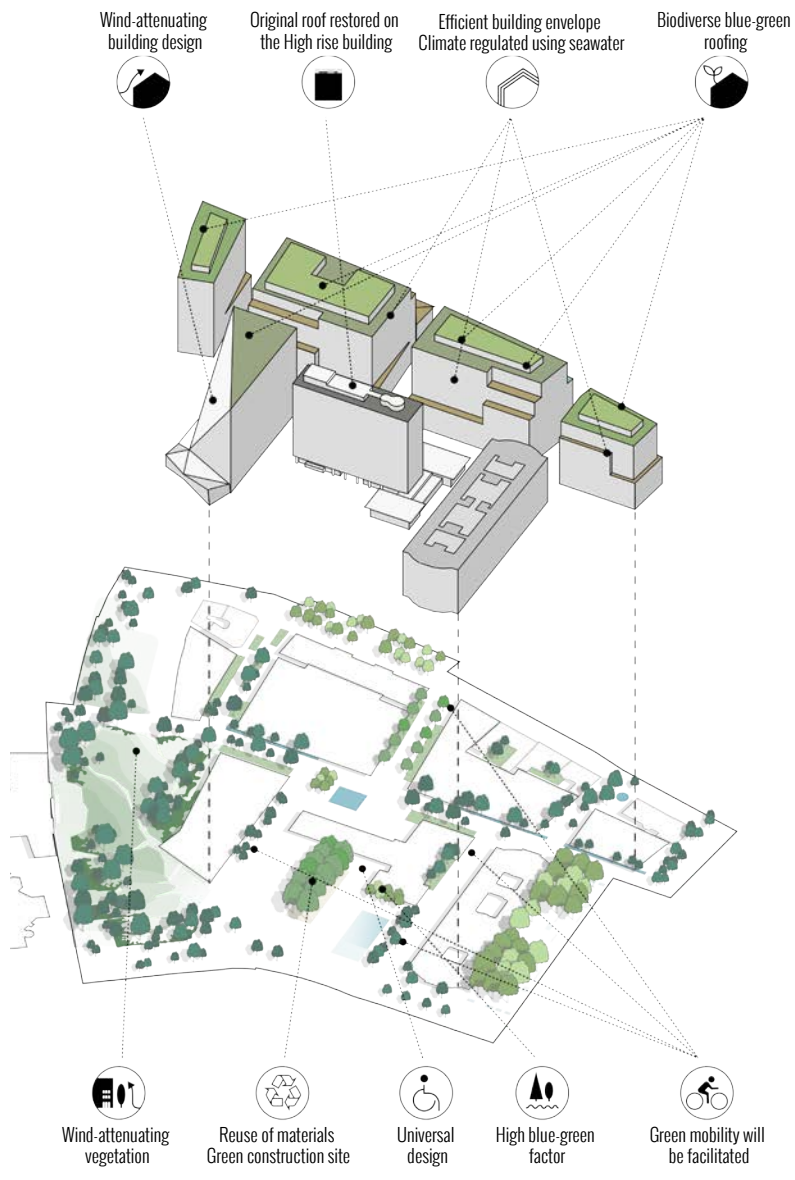 Wind-attenuating
building design
Original roof restored on
the High rise building
Efficient building envelope
Climate regulated using seawater
Biodiverse blue-green
roofing
Wind-attenuating
vegetation
Reuse of materials
Green construction site
Universal
design
High blue-green
factor
Green mobility will
be facilitated